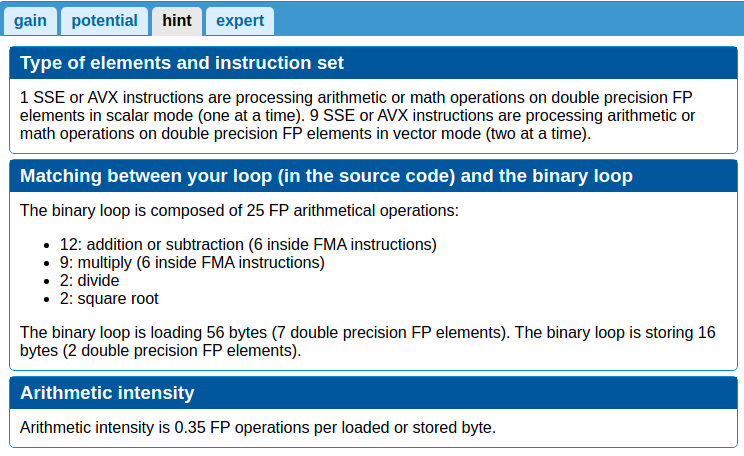 gain potential hint expert
Type of elements and instruction set
1 SSE or AVX instructions are processing arithmetic or math operations on double precision FP
elements in scalar mode (one at a time). 9 SSE or AVX instructions are processing arithmetic or
math operations on double precision FP elements in vector mode (two at a time).
Matching between your loop (in the source code) and the binary loop
The binary loop is composed of 25 FP arithmetical operations:
• 12: addition or subtraction (6 inside FMA instructions)
• 9: multiply (6 inside FMA instructions)
• 2: divide
• 2: square root
The binary loop is loading 56 bytes (7 double precision FP elements). The binary loop is storing 16
bytes (2 double precision FP elements).
Arithmetic intensity
Arithmetic intensity is 0.35 FP operations per loaded or stored byte.